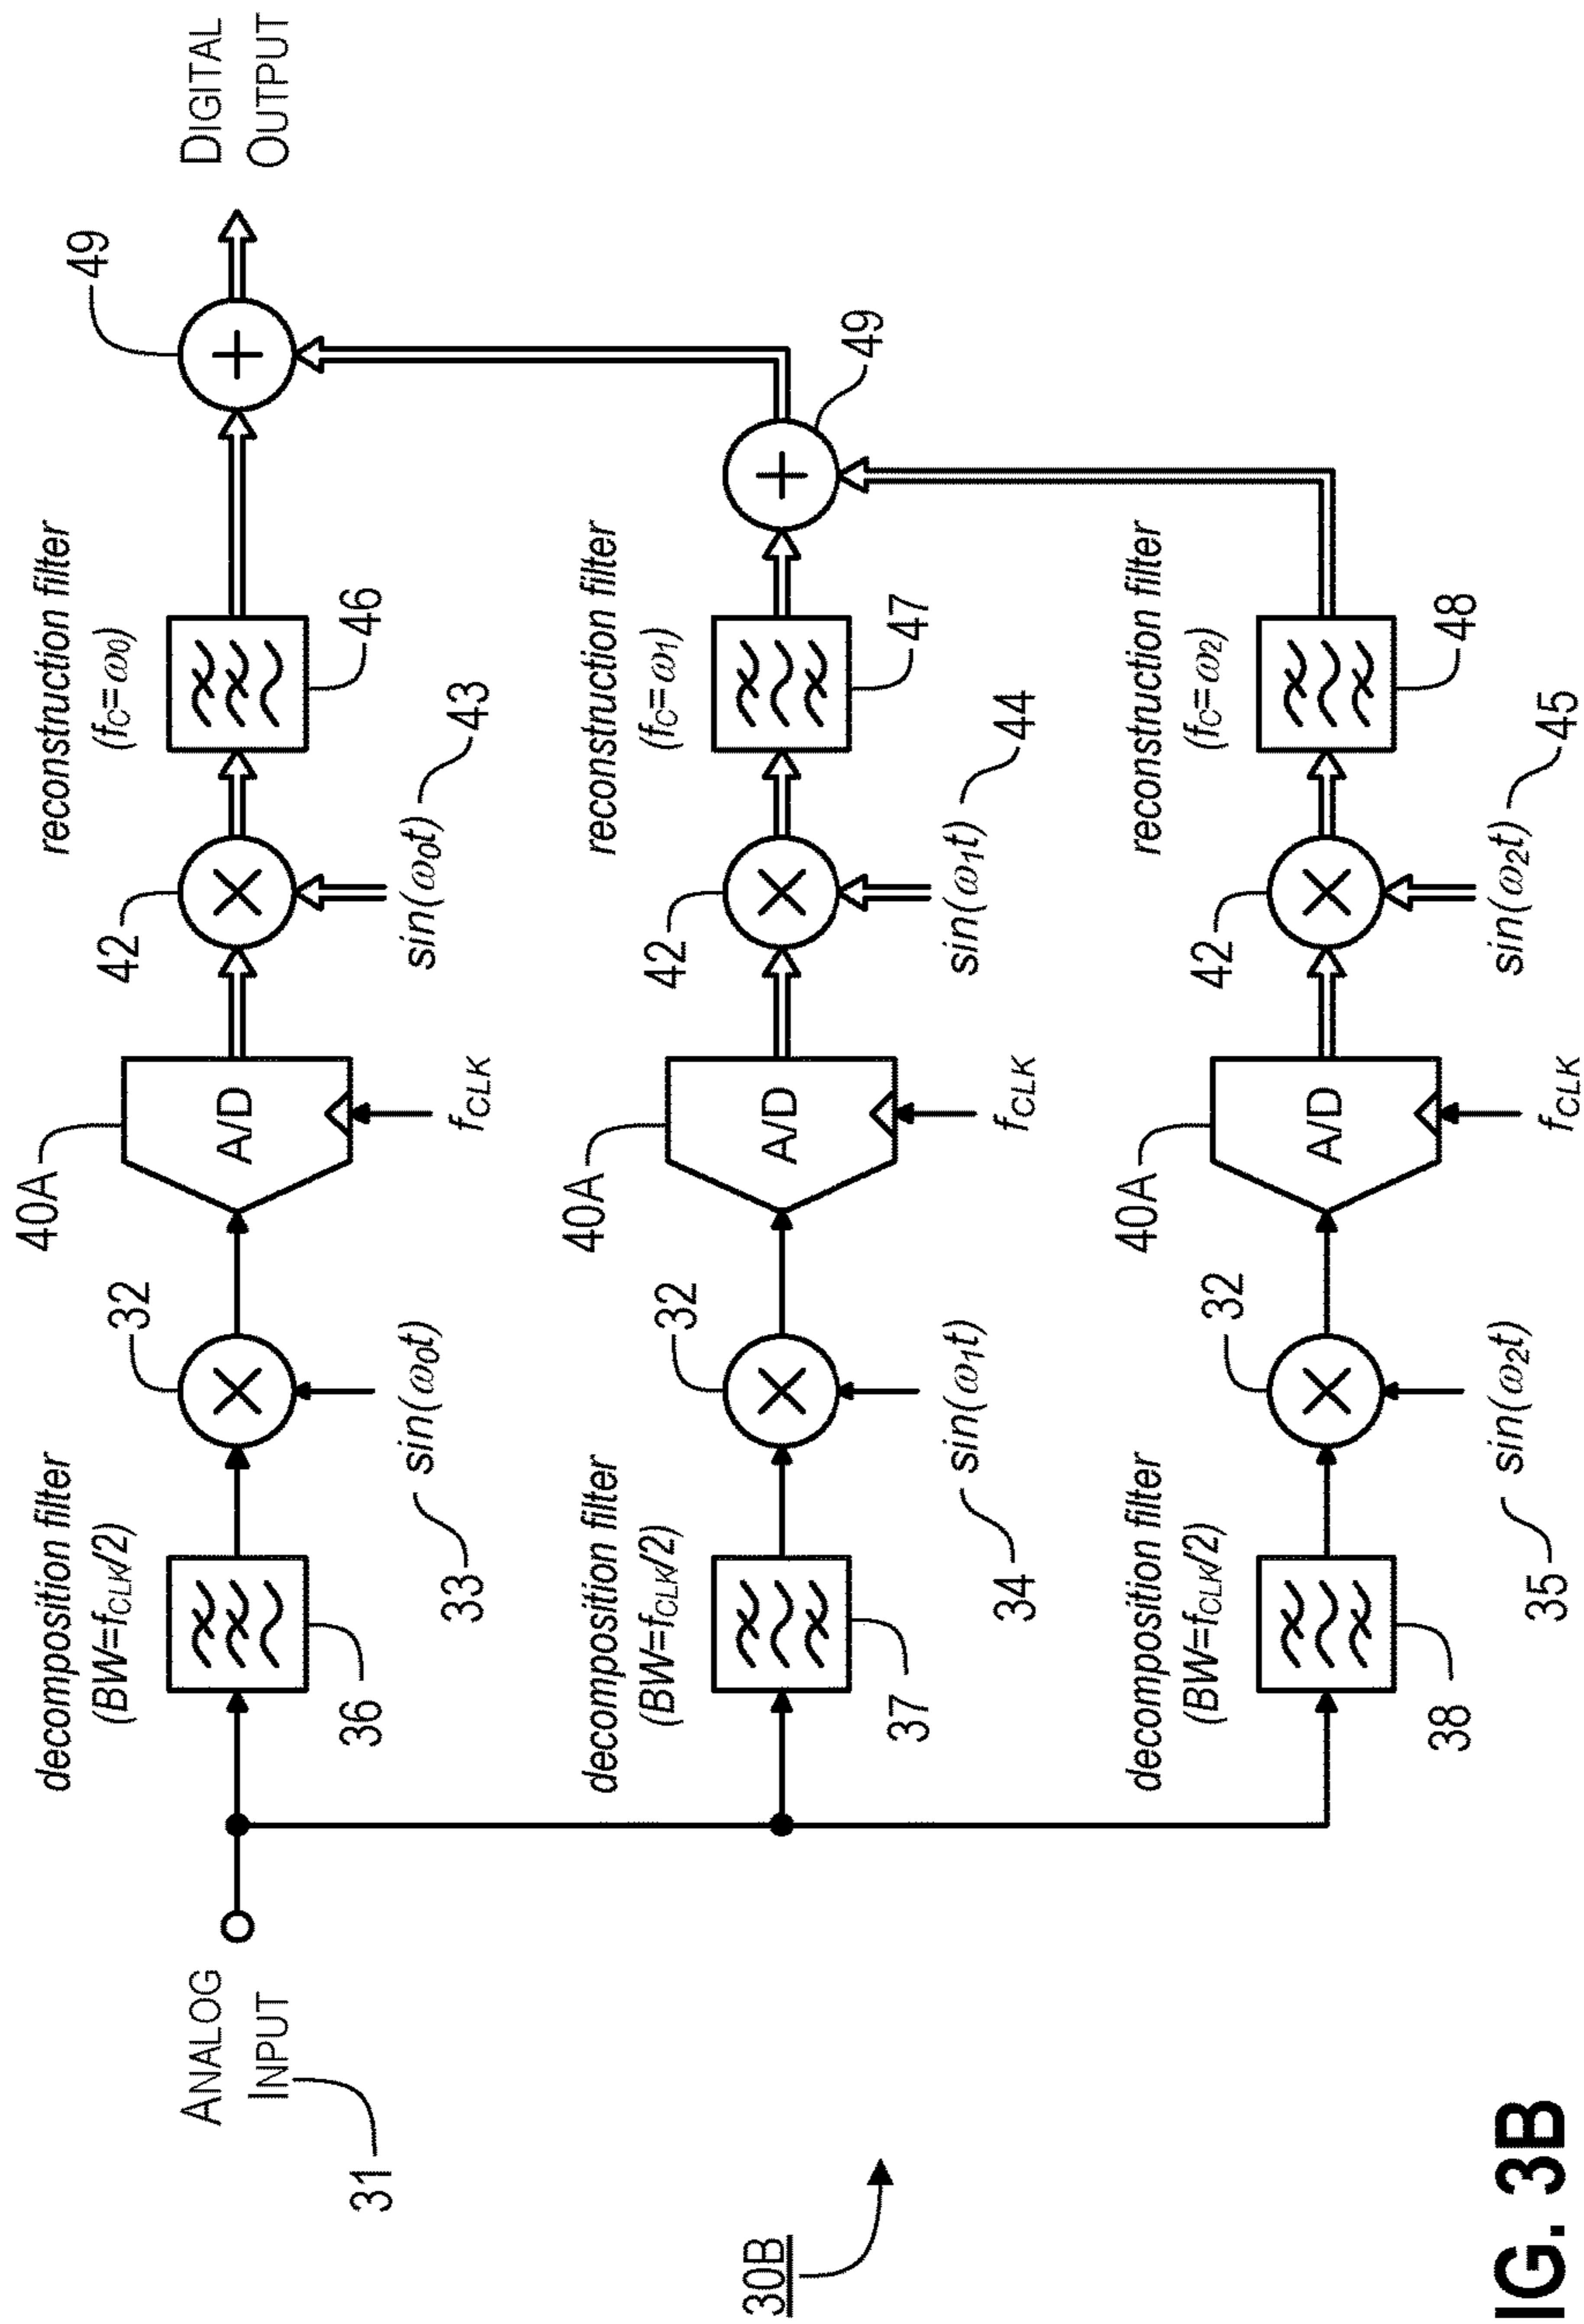 ANALOG
INPUT
31
decomposition filter
(BW=fCLK/2)
36
32
sin(ω0t)
33
40A
A/D
fCLK
42
sin(ω0t)
43
reconstruction filter
(fC=ω0)
46
49
DIGITAL
OUTPUT
decomposition filter
(BW=fCLK/2)
37
32
sin(ω1t)
34
40A
A/D
fCLK
42
sin(ω1t)
44
reconstruction filter
(fC=ω1)
47
49
decomposition filter
(BW=fCLK/2)
38
32
sin(ω2t)
35
40A
A/D
fCLK
42
sin(ω2t)
45
reconstruction filter
(fC=ω2)
48
30B
IG. 3B